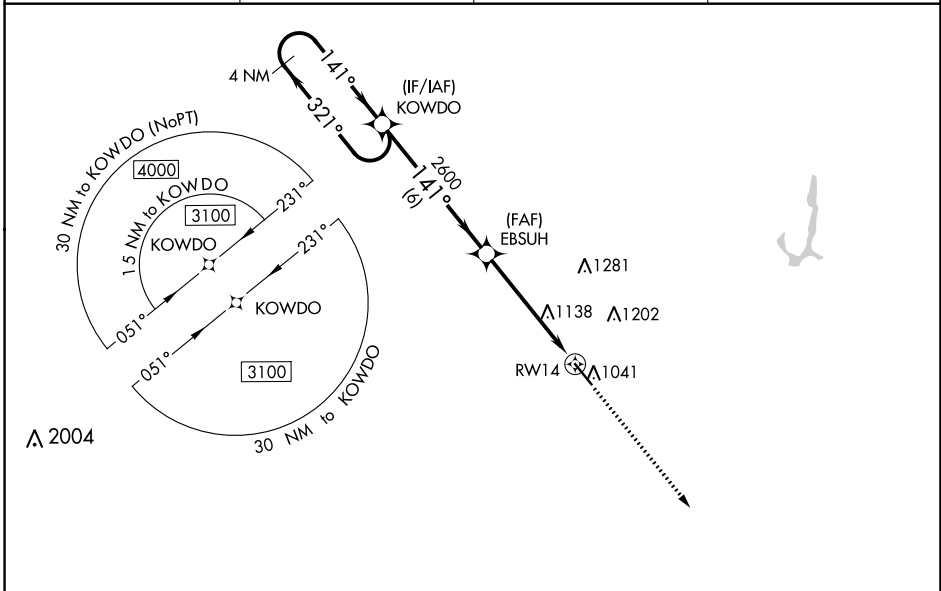 141°
4 NM
321°
(IF/IAF)
KOWDO
2600
141°
(6)
(FAF)
EBSUH
30 NM to KOWDO (NoPT)
4000
15 NM to KOWDO
3100
231°
KOWDO
051°
231°
KOWDO
051°
3100
30 NM to KOWDO
1281
1138
1202
RW14
1041
2004